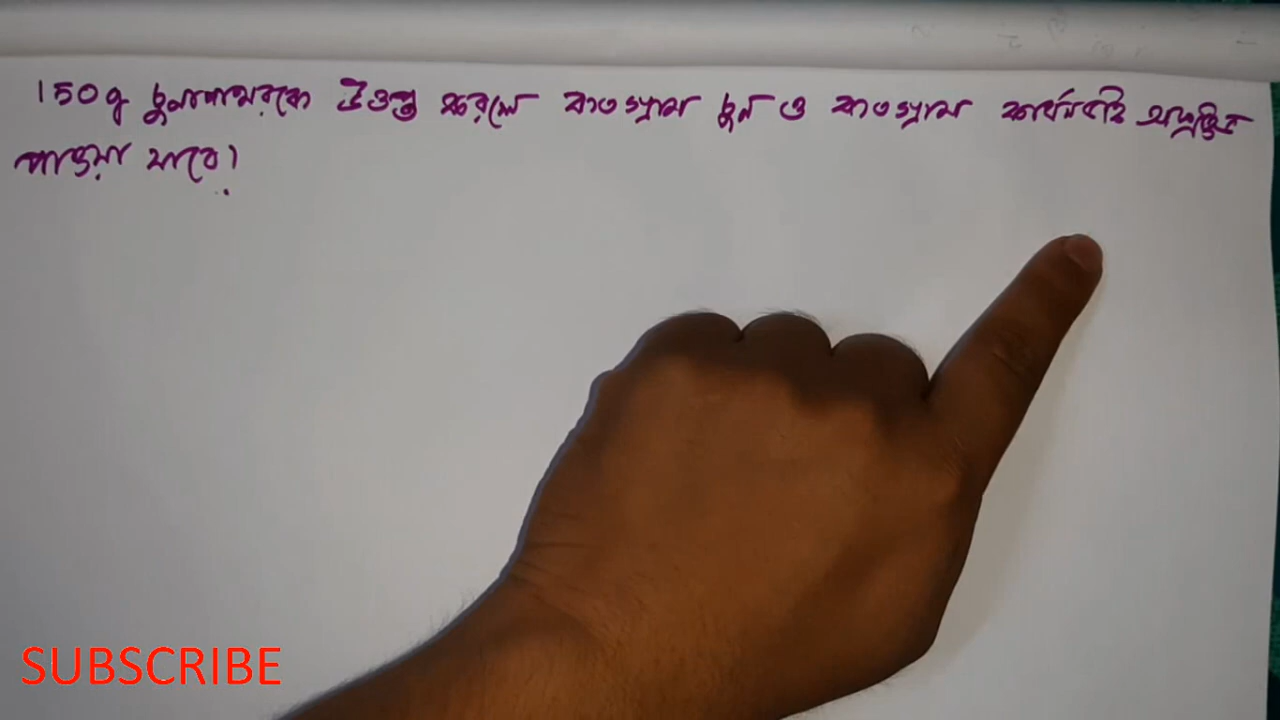 150g চুনাপাথরকে উত্তপ্ত করলে কতগ্রাম চুন ও কতগ্রাম কার্বনডাই অক্সাইড
পাওয়া যাবে?
SUBSCRIBE